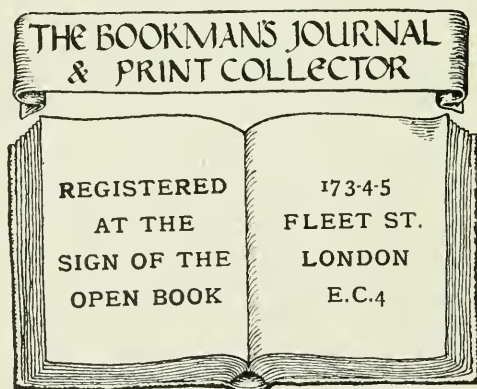 THE BOOKMAN'S JOURNAL
& PRINT COLLECTOR
REGISTERED
AT THE
SIGN OF THE
OPEN BOOK
173-4-5
FLEET ST.
LONDON
E.C.4